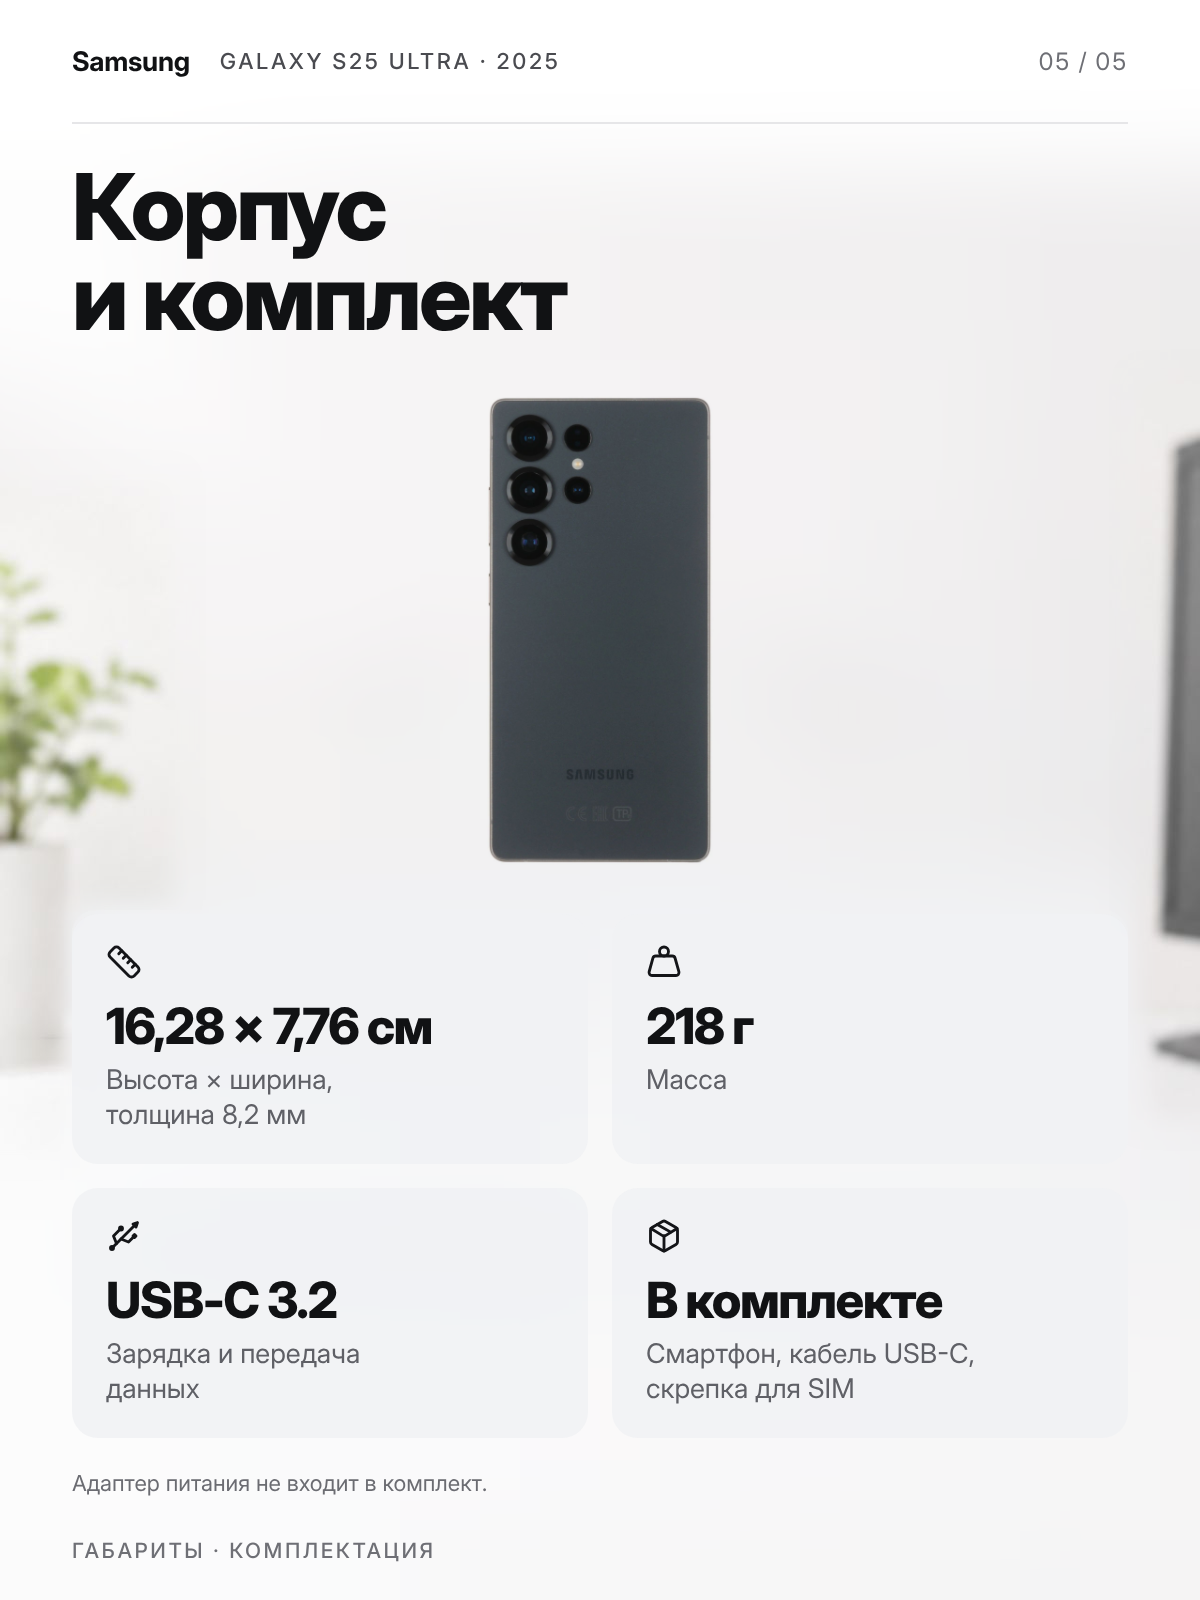 Samsung GALAXY S25 ULTRA · 2025 05 / 05
Корпус
и комплект
SAMSUNG
16,28 × 7,76 см
Высота × ширина,
толщина 8,2 мм
218 г
Масса
USB-C 3.2
Зарядка и передача
данных
В комплекте
Смартфон, кабель USB-C,
скрепка для SIM
Адаптер питания не входит в комплект.
ГАБАРИТЫ · КОМПЛЕКТАЦИЯ